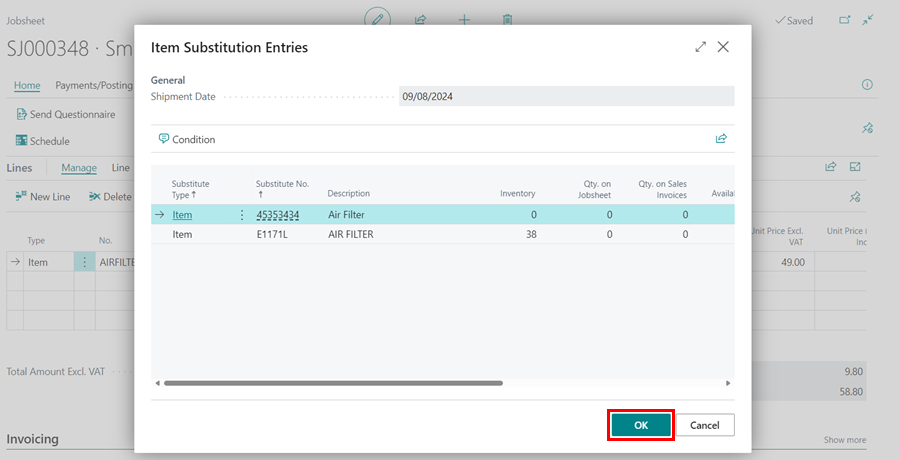 Jobsheet
Saved
SJ000348 · Sm
Home Payments/Posting
Send Questionnaire
Schedule
Lines Manage Line
New Line Delete
Type No. Unit Price Excl. VAT Unit Price
Item AIRFILTE 49.00
Total Amount Excl. VAT 9.80
58.80
Invoicing Show more
Item Substitution Entries
General
Shipment Date 09/08/2024
Condition
Substitute Type ↑ Substitute No. ↑ Description Inventory Qty. on Jobsheet Qty. on Sales Invoices Availa
Item 45353434 Air Filter 0 0 0
Item E1171L AIR FILTER 38 0 0
OK Cancel